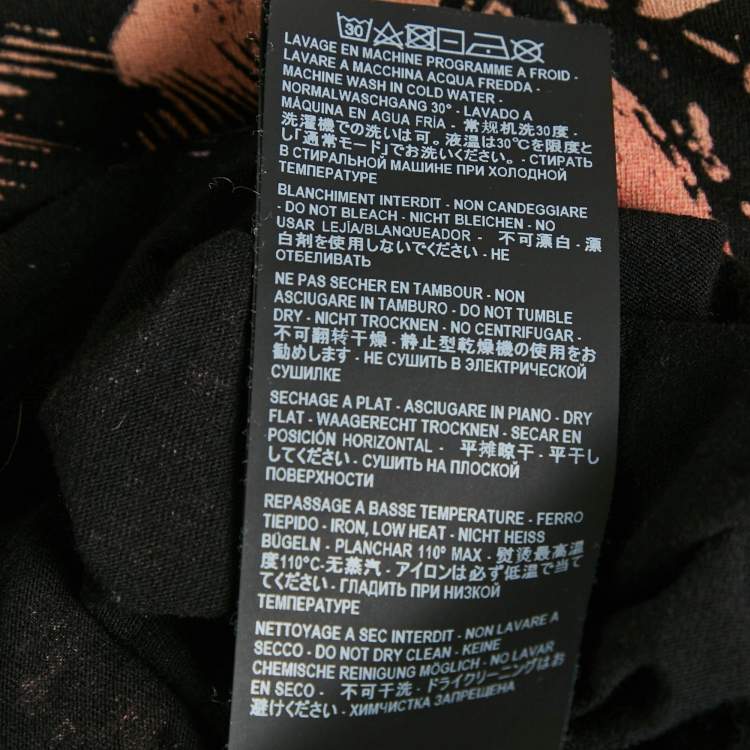 30
LAVAGE EN MACHINE PROGRAMME A FROID -
LAVARE A MACCHINA ACQUA FREDDA -
MACHINE WASH IN COLD WATER -
NORMALWASCHGANG 30° - LAVADO A
MÁQUINA EN AGUA FRÍA - 常规机洗30度 -
洗濯機での洗いは可。液温は30℃を限度と
し「通常モード」でお洗いください。- СТИРАТЬ
В СТИРАЛЬНОЙ МАШИНЕ ПРИ ХОЛОДНОЙ
ТЕМПЕРАТУРЕ
BLANCHIMENT INTERDIT - NON CANDEGGIARE
- DO NOT BLEACH - NICHT BLEICHEN - NO
USAR LEJÍA/BLANQUEADOR - 不可漂白 - 漂
白剤を使用しないでください - НЕ
ОТБЕЛИВАТЬ
NE PAS SECHER EN TAMBOUR - NON
ASCIUGARE IN TAMBURO - DO NOT TUMBLE
DRY - NICHT TROCKNEN - NO CENTRIFUGAR -
不可翻转干燥 - 静止型乾燥機の使用をお
勧めします - НЕ СУШИТЬ В ЭЛЕКТРИЧЕСКОЙ
СУШИЛКЕ
SECHAGE A PLAT - ASCIUGARE IN PIANO - DRY
FLAT - WAAGERECHT TROCKNEN - SECAR EN
POSICIÓN HORIZONTAL - 平摊晾干 - 平干し
してください - СУШИТЬ НА ПЛОСКОЙ
ПОВЕРХНОСТИ
REPASSAGE A BASSE TEMPERATURE - FERRO
TIEPIDO - IRON, LOW HEAT - NICHT HEISS
BÜGELN - PLANCHAR 110° MAX - 熨烫最高温
度110°C-无蒸汽 - アイロンは必ず低温で当て
てください - ГЛАДИТЬ ПРИ НИЗКОЙ
ТЕМПЕРАТУРЕ
NETTOYAGE A SEC INTERDIT - NON LAVARE A
SECCO - DO NOT DRY CLEAN - KEINE
CHEMISCHE REINIGUNG MÖGLICH - NO LAVAR
EN SECO - 不可干洗 - ドライクリーニングはお
避けください - ХИМЧИСТКА ЗАПРЕЩЕНА